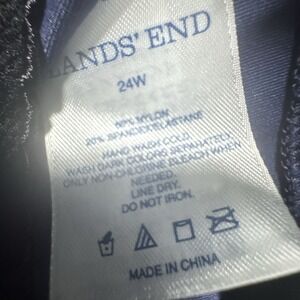 LANDS' END
24W
80% NYLON
20% SPANDEX/ELASTANE
HAND WASH COLD.
WASH DARK COLORS SEPARATELY.
ONLY NON-CHLORINE BLEACH WHEN
NEEDED.
LINE DRY.
DO NOT IRON.
MADE IN CHINA